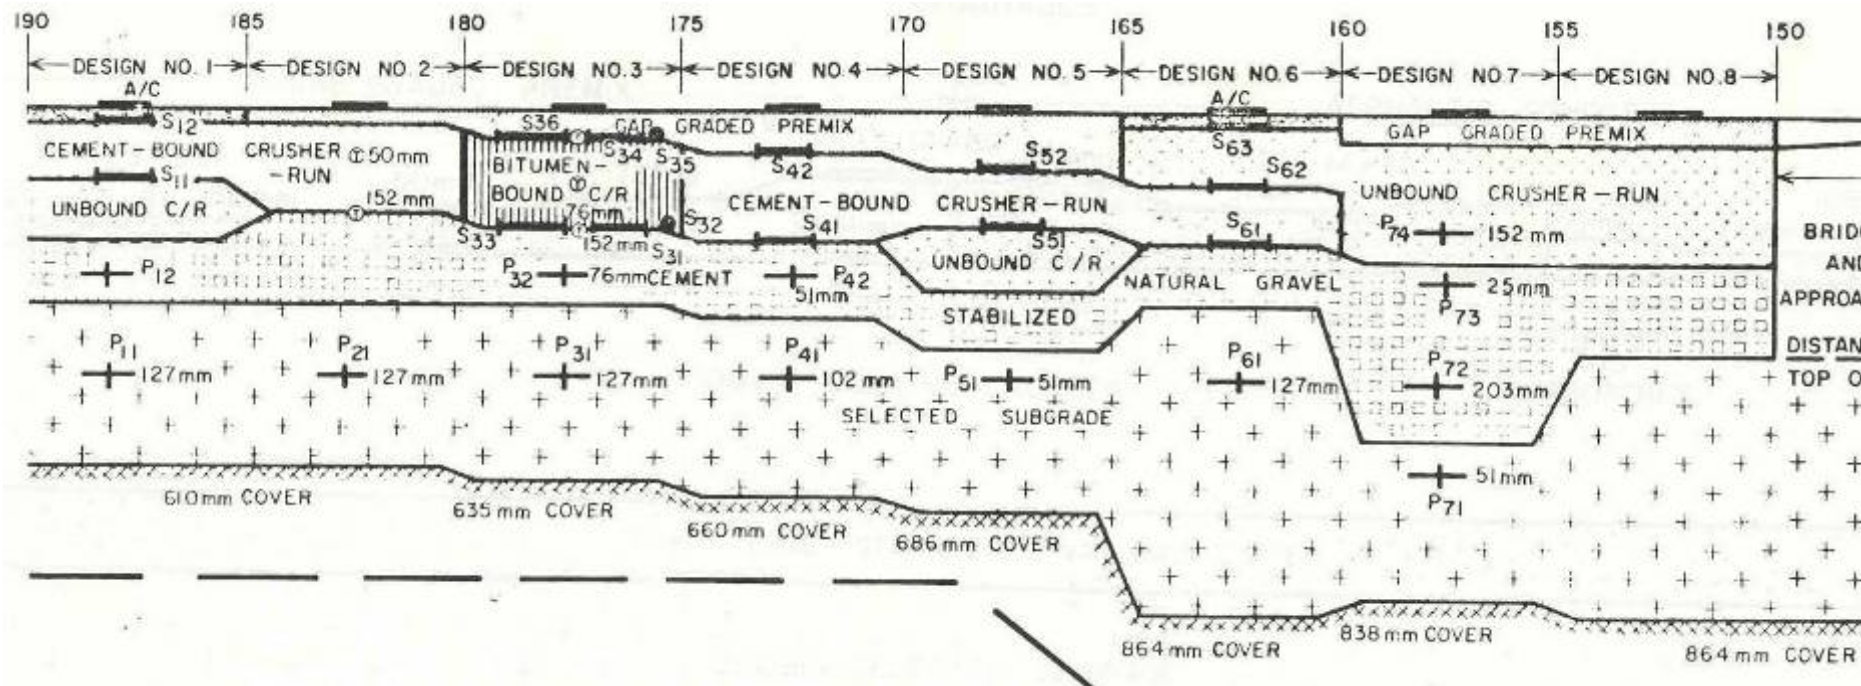 190 185 180 175 170 165 160 155 150
DESIGN NO. 1 DESIGN NO. 2 DESIGN NO. 3 DESIGN NO. 4 DESIGN NO. 5 DESIGN NO. 6 DESIGN NO. 7 DESIGN NO. 8
A/C A/C
S12 S36 GAP GRADED PREMIX GAP GRADED PREMIX
S34 S35 S63
CEMENT-BOUND CRUSHER T 50mm BITUMEN- S42 S52 S62
-RUN
S11 BOUND C/R UNBOUND CRUSHER-RUN
UNBOUND C/R T 152mm T 76mm S32 CEMENT-BOUND CRUSHER-RUN
S41 S61 P74 152 mm
S33 T 152mm S31 S51 BRID
P12 P32 76mm CEMENT P42 UNBOUND C/R AN
51mm NATURAL GRAVEL 25mm
STABILIZED P73 APPROA
P11 P21 P31 P41 P61 P72 DISTAN
127mm 127mm 127mm 102 mm P51 51mm 127mm 203mm TOP O
SELECTED SUBGRADE
51mm
P71
610mm COVER 635mm COVER
660mm COVER 686mm COVER
838mm COVER
864mm COVER 864mm COVER